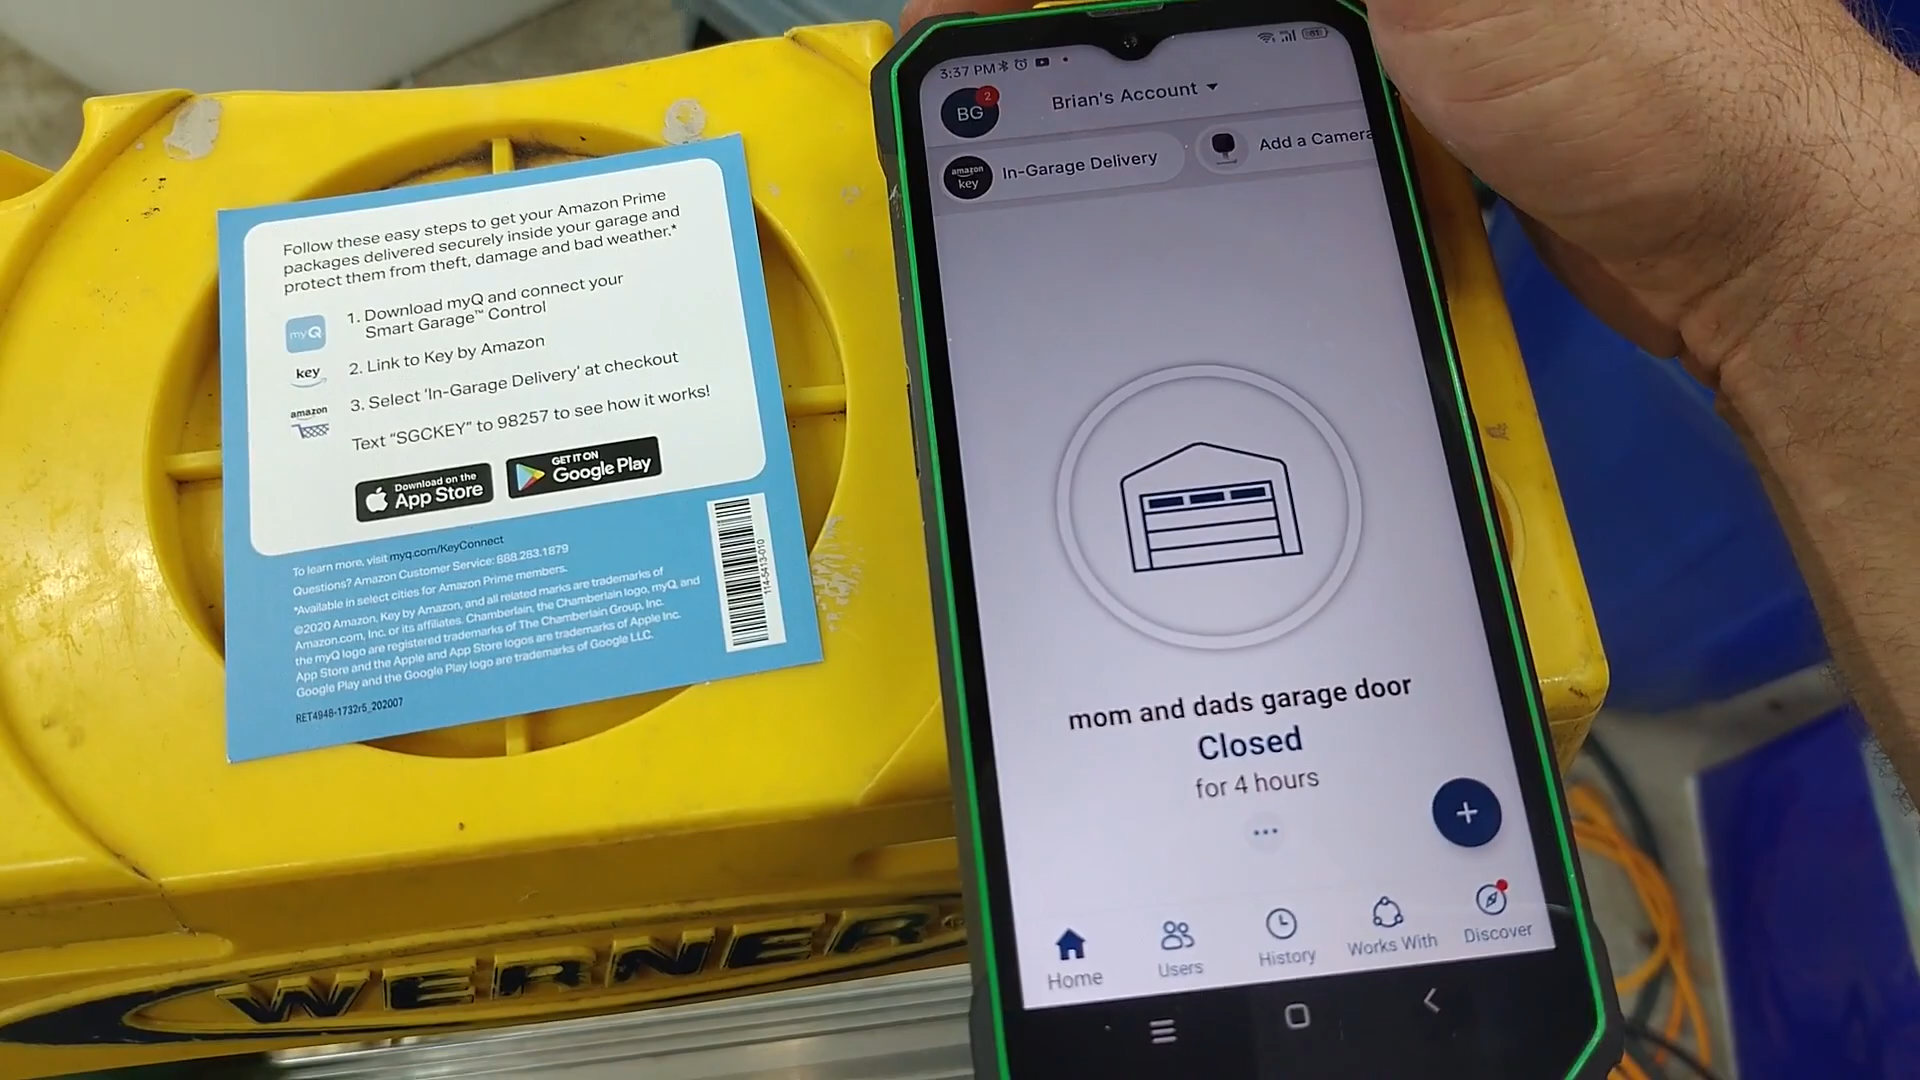 Follow these easy steps to get your Amazon Prime
packages delivered securely inside your garage and
protect them from theft, damage and bad weather.*
myQ
1. Download myQ and connect your
Smart Garage™ Control
key
2. Link to Key by Amazon
amazon
3. Select 'In-Garage Delivery' at checkout
Text "SGCKEY" to 98257 to see how it works!
Download on the
App Store
GET IT ON
Google Play
To learn more, visit myq.com/KeyConnect
Questions? Amazon Customer Service: 888.283.1879
*Available in select cities for Amazon Prime members.
©2020 Amazon, Key by Amazon, and all related marks are trademarks of
Amazon.com, Inc. or its affiliates. Chamberlain, the Chamberlain logo, myQ, and
the myQ logo are registered trademarks of The Chamberlain Group, Inc.
App Store and the Apple and App Store logos are trademarks of Apple Inc.
Google Play and the Google Play logo are trademarks of Google LLC.
RET4948-1732r5_202007
114-5413-010
WERNER
3:37 PM
BG
2
Brian's Account
amazon
key
In-Garage Delivery
Add a Camera
mom and dads garage door
Closed
for 4 hours
Home
Users
History
Works With
Discover